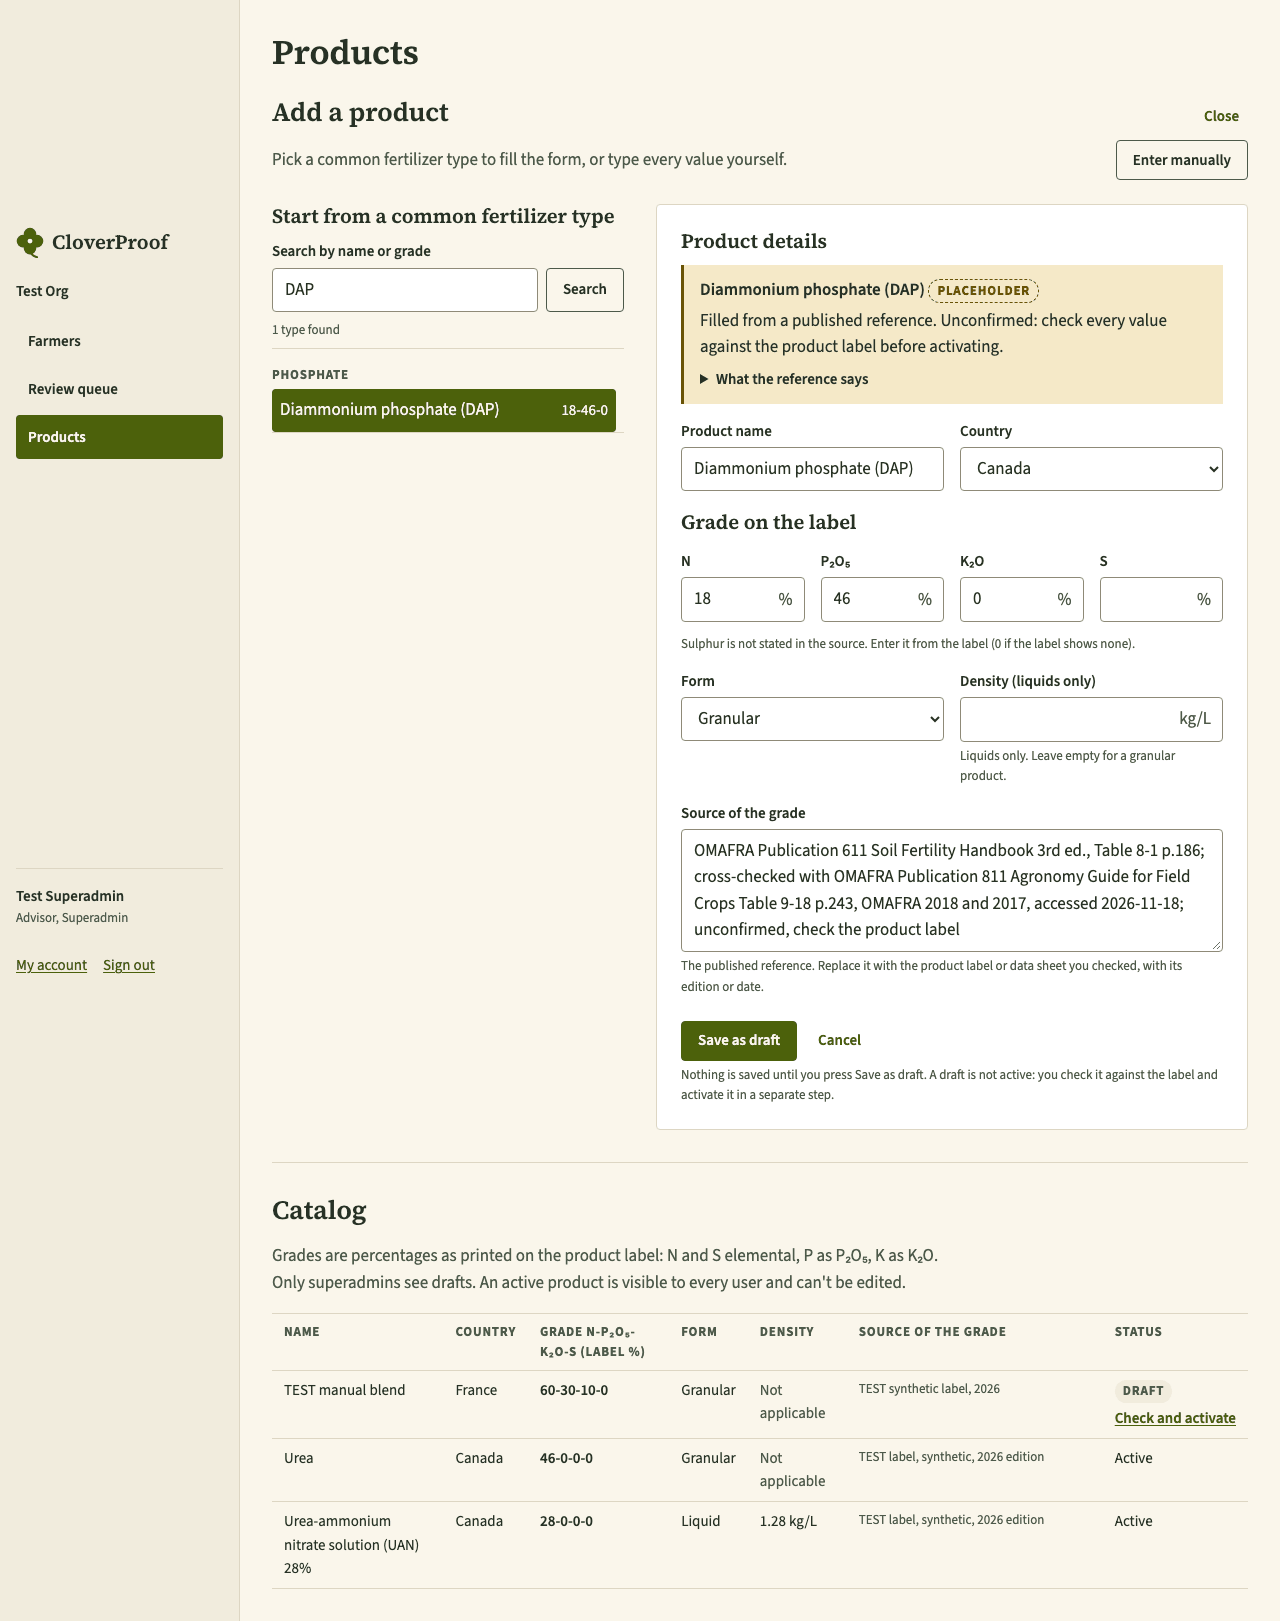 CloverProof
Test Org
Farmers
Review queue
Products
Test Superadmin
Advisor, Superadmin
My account Sign out
Products
Add a product
Close
Pick a common fertilizer type to fill the form, or type every value yourself.
Enter manually
Start from a common fertilizer type
Search by name or grade
DAP
Search
1 type found
PHOSPHATE
Diammonium phosphate (DAP) 18-46-0
Product details
Diammonium phosphate (DAP) PLACEHOLDER
Filled from a published reference. Unconfirmed: check every value
against the product label before activating.
What the reference says
Product name Country
Diammonium phosphate (DAP) Canada
Grade on the label
N P₂O₅ K₂O S
18 % 46 % 0 % %
Sulphur is not stated in the source. Enter it from the label (0 if the label shows none).
Form Density (liquids only)
Granular kg/L
Liquids only. Leave empty for a granular
product.
Source of the grade
OMAFRA Publication 611 Soil Fertility Handbook 3rd ed., Table 8-1 p.186;
cross-checked with OMAFRA Publication 811 Agronomy Guide for Field
Crops Table 9-18 p.243, OMAFRA 2018 and 2017, accessed 2026-11-18;
unconfirmed, check the product label
The published reference. Replace it with the product label or data sheet you checked, with its
edition or date.
Save as draft Cancel
Nothing is saved until you press Save as draft. A draft is not active: you check it against the label and
activate it in a separate step.
Catalog
Grades are percentages as printed on the product label: N and S elemental, P as P₂O₅, K as K₂O.
Only superadmins see drafts. An active product is visible to every user and can't be edited.
NAME COUNTRY GRADE N-P₂O₅- FORM DENSITY SOURCE OF THE GRADE STATUS
K₂O-S (LABEL %)
TEST manual blend France 60-30-10-0 Granular Not TEST synthetic label, 2026 DRAFT
applicable Check and activate
Urea Canada 46-0-0-0 Granular Not TEST label, synthetic, 2026 edition Active
applicable
Urea-ammonium Canada 28-0-0-0 Liquid 1.28 kg/L TEST label, synthetic, 2026 edition Active
nitrate solution (UAN)
28%